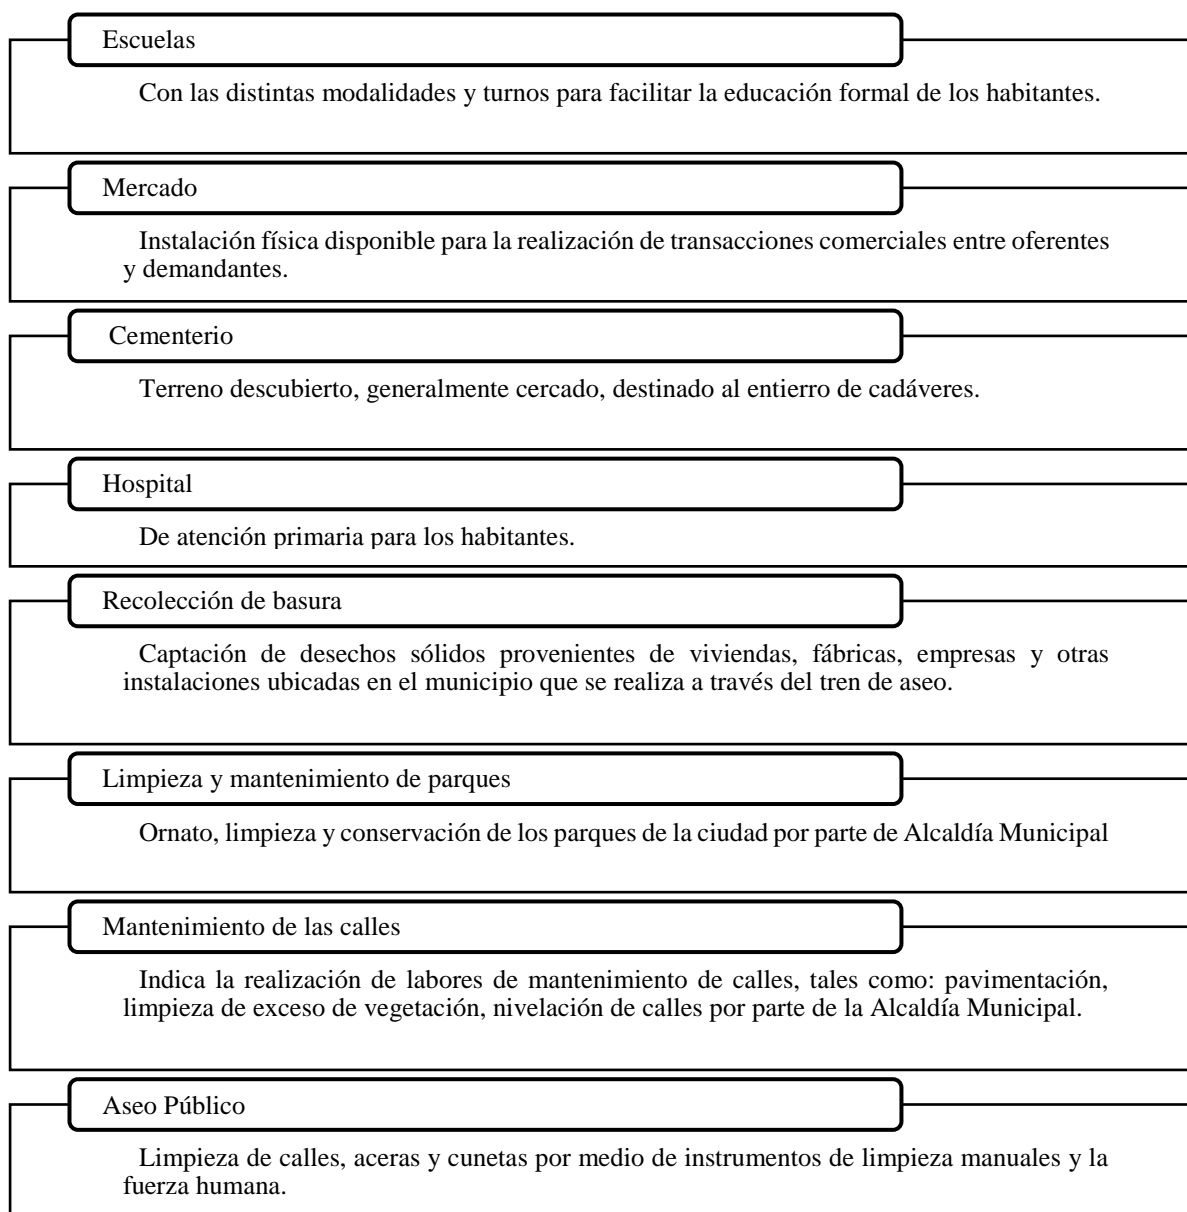 Escuelas
Con las distintas modalidades y turnos para facilitar la educación formal de los habitantes.
Mercado
Instalación física disponible para la realización de transacciones comerciales entre oferentes
y demandantes.
Cementerio
Terreno descubierto, generalmente cercado, destinado al entierro de cadáveres.
Hospital
De atención primaria para los habitantes.
Recolección de basura
Captación de desechos sólidos provenientes de viviendas, fábricas, empresas y otras
instalaciones ubicadas en el municipio que se realiza a través del tren de aseo.
Limpieza y mantenimiento de parques
Ornato, limpieza y conservación de los parques de la ciudad por parte de Alcaldía Municipal
Mantenimiento de las calles
Indica la realización de labores de mantenimiento de calles, tales como: pavimentación,
limpieza de exceso de vegetación, nivelación de calles por parte de la Alcaldía Municipal.
Aseo Público
Limpieza de calles, aceras y cunetas por medio de instrumentos de limpieza manuales y la
fuerza humana.